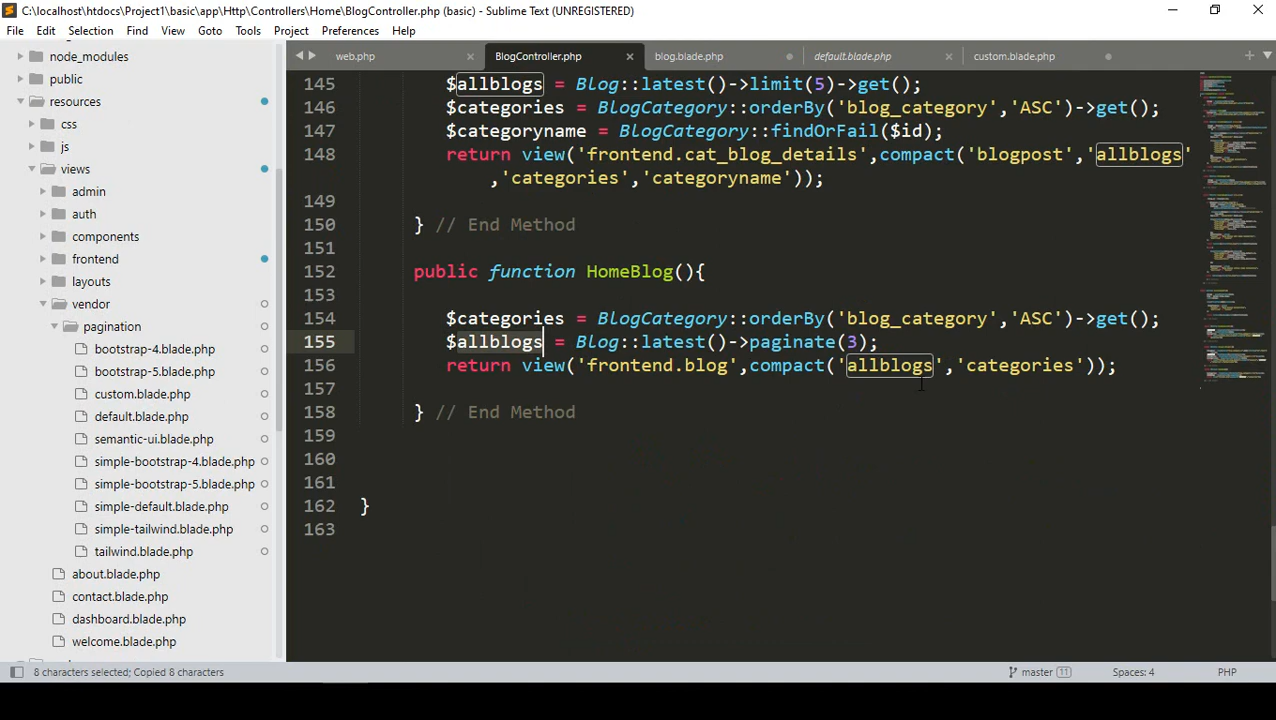 C:\localhost\htdocs\Project1\basic\app\Http\Controllers\Home\BlogController.php (basic) - Sublime Text (UNREGISTERED)
File Edit Selection Find View Goto Tools Project Preferences Help
web.php BlogController.php blog.blade.php default.blade.php custom.blade.php
node_modules
public
resources
css
js
views
admin
auth
components
frontend
layouts
vendor
pagination
bootstrap-4.blade.php
bootstrap-5.blade.php
custom.blade.php
default.blade.php
semantic-ui.blade.php
simple-bootstrap-4.blade.php
simple-bootstrap-5.blade.php
simple-default.blade.php
simple-tailwind.blade.php
tailwind.blade.php
about.blade.php
contact.blade.php
dashboard.blade.php
welcome.blade.php
145 $allblogs = Blog::latest()->limit(5)->get();
146 $categories = BlogCategory::orderBy('blog_category','ASC')->get();
147 $categoryname = BlogCategory::findOrFail($id);
148 return view('frontend.cat_blog_details',compact('blogpost','allblogs'
,'categories','categoryname'));
149
150 } // End Method
151
152 public function HomeBlog(){
153
154 $categories = BlogCategory::orderBy('blog_category','ASC')->get();
155 $allblogs = Blog::latest()->paginate(3);
156 return view('frontend.blog',compact('allblogs','categories'));
157
158 } // End Method
159
160
161
162 }
163
8 characters selected; Copied 8 characters master 11 Spaces: 4 PHP